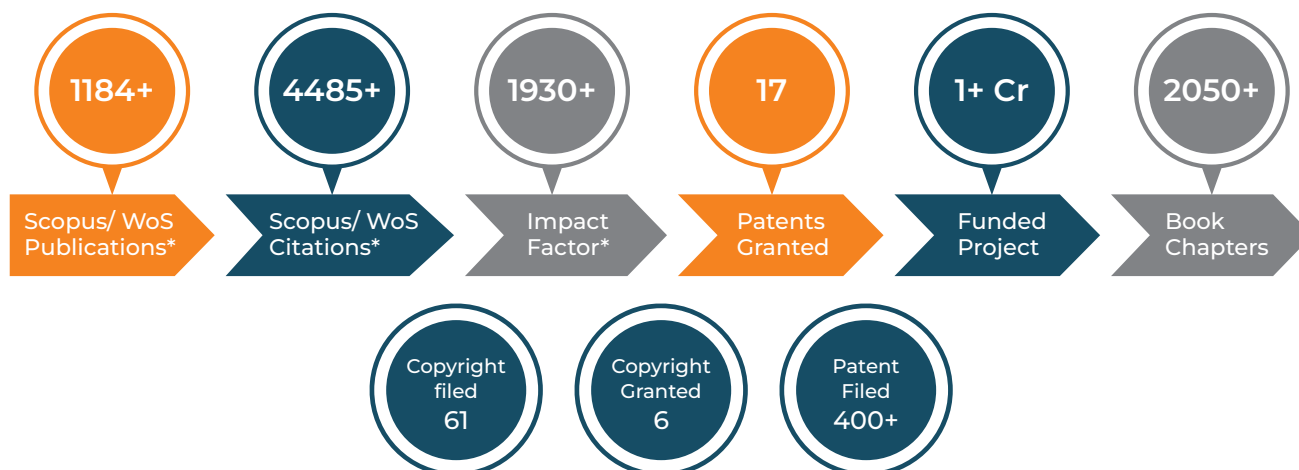 1184+
4485+
1930+
17
1+ Cr
2050+
Scopus/ WoS
Publications*
Scopus/ WoS
Citations*
Impact
Factor*
Patents
Granted
Funded
Project
Book
Chapters
Copyright
filed
61
Copyright
Granted
6
Patent
Filed
400+